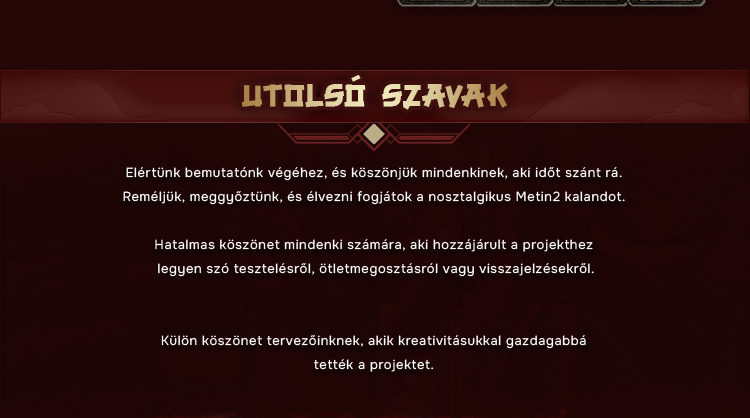 UTOLSÓ SZAVAK
Elértünk bemutatónk végéhez, és köszönjük mindenkinek, aki időt szánt rá.
Reméljük, meggyőztünk, és élvezni fogjátok a nosztalgikus Metin2 kalandot.
Hatalmas köszönet mindenki számára, aki hozzájárult a projekthez
legyen szó tesztelésről, ötletmegosztásról vagy visszajelzésekről.
Külön köszönet tervezőinknek, akik kreativitásukkal gazdagabbá
tették a projektet.